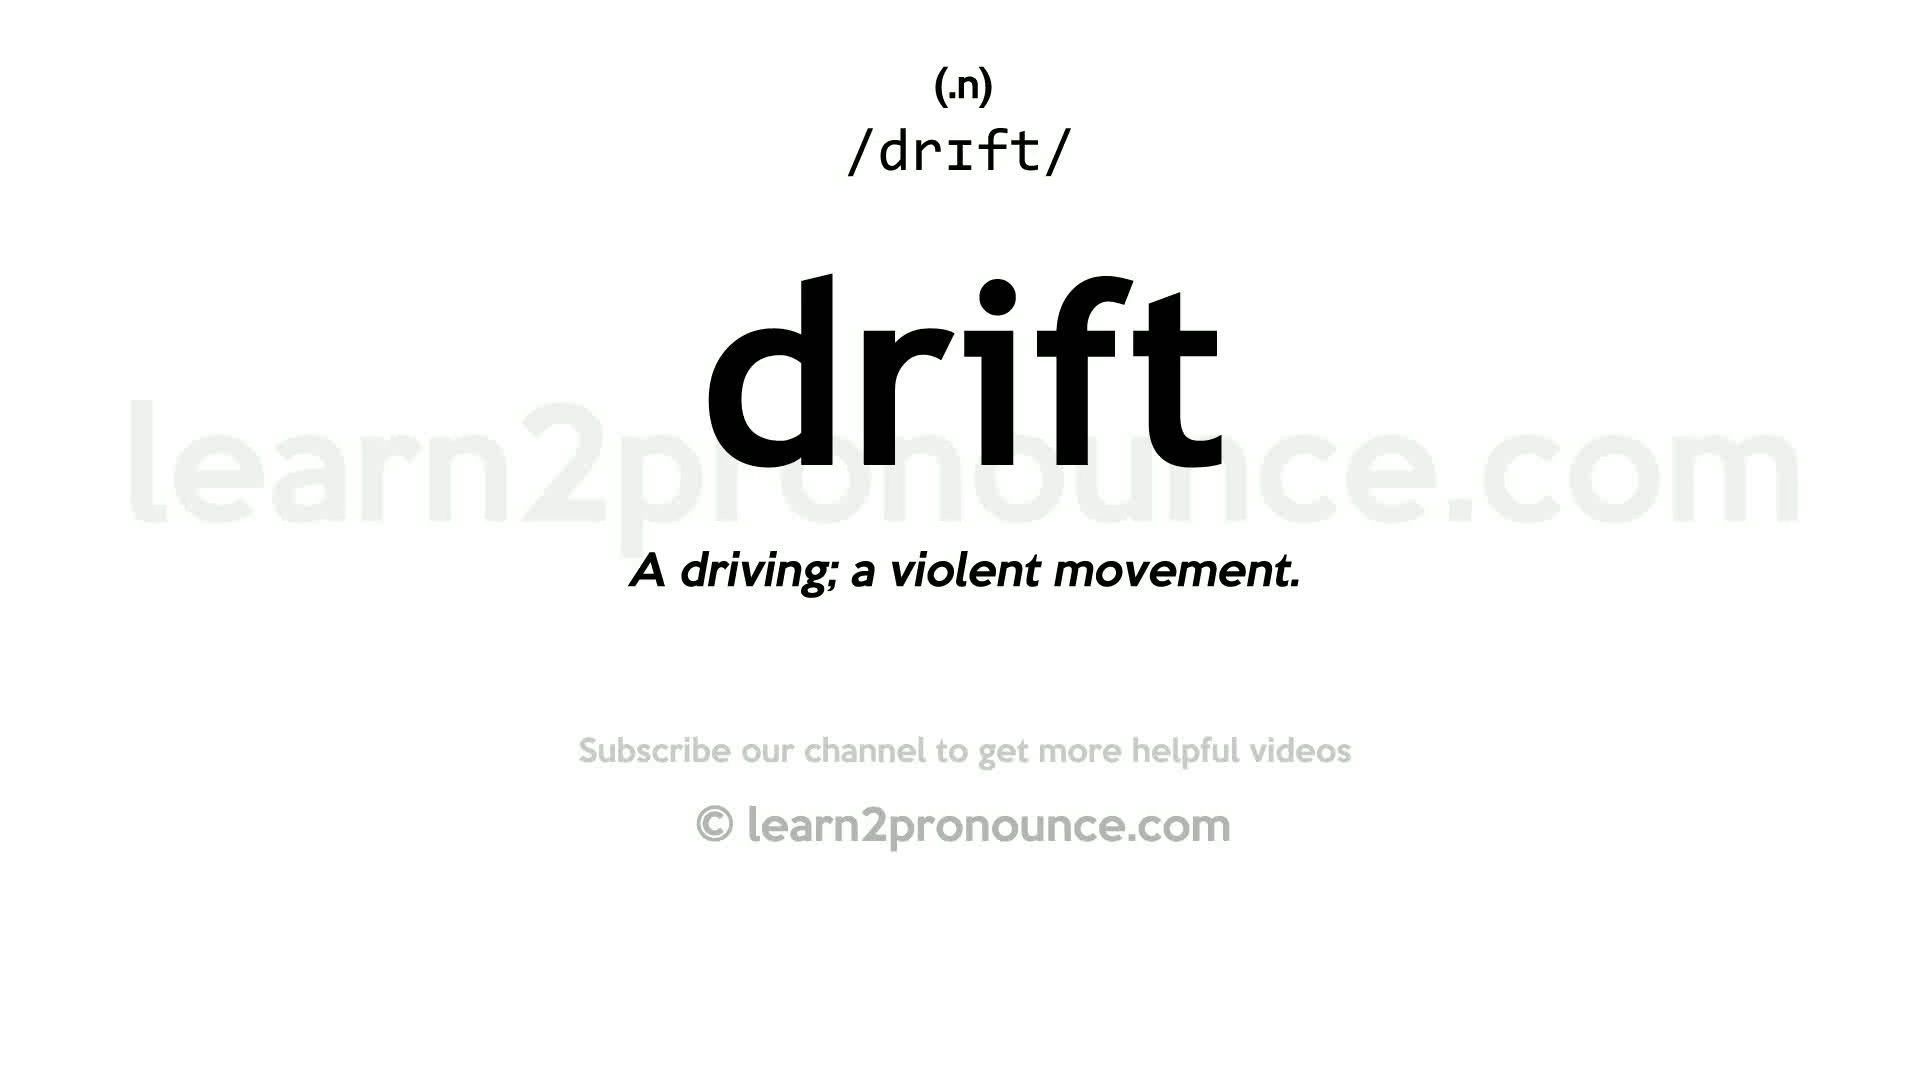 (.n)
/drɪft/
drift
learn2pronounce.com
A driving; a violent movement.
Subscribe our channel to get more helpful videos
© learn2pronounce.com